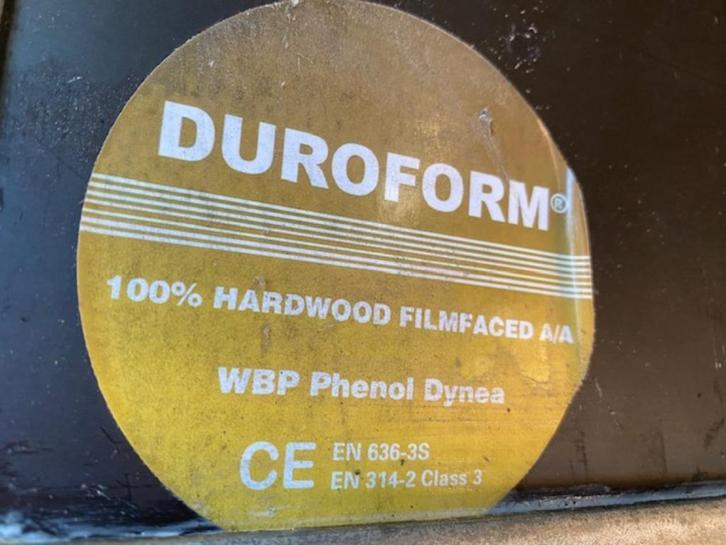 DUROFORM®
100% HARDWOOD FILMFACED A/A
WBP Phenol Dynea
CE EN 636-3S
EN 314-2 Class 3